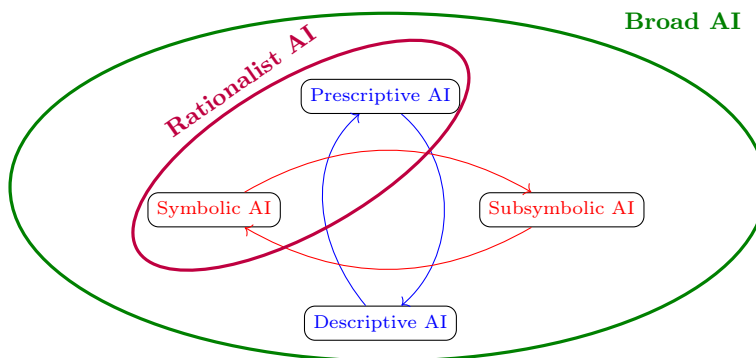 Broad AI
Rationalist AI
Prescriptive AI
Symbolic AI
Subsymbolic AI
Descriptive AI